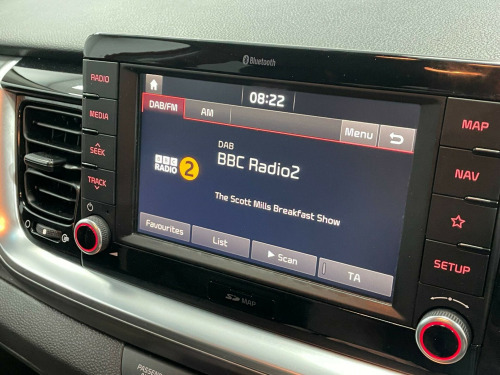 Bluetooth
RADIO
MEDIA
SEEK
TRACK
08:22
DAB/FM
AM
Menu
DAB
BBC Radio2
BBC
RADIO 2
The Scott Mills Breakfast Show
Favourites
List
Scan
TA
MAP
NAV
SETUP
SD MAP
PASSENGER